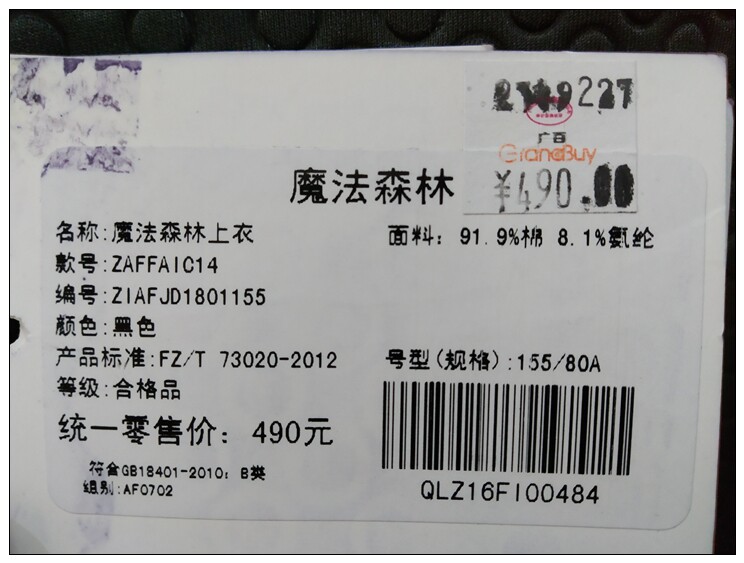 广百
GrandBuy
¥490.00
魔法森林
名称:魔法森林上衣
面料: 91.9%棉 8.1%氨纶
款号:ZAFFAIC14
编号:ZIAFJD1801155
颜色:黑色
产品标准:FZ/T 73020-2012
号型(规格):155/80A
等级:合格品
统一零售价: 490元
符合GB18401-2010; B类
组别:AF0702
QLZ16FI00484